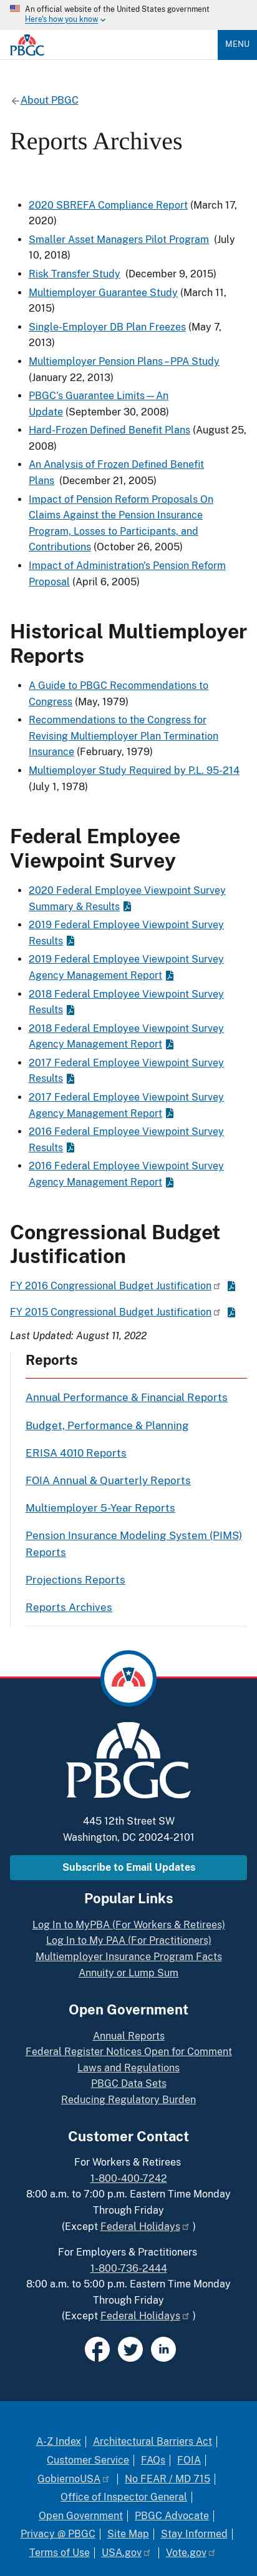 An official website of the United States government
Here's how you know
PBGC
MENU
About PBGC
Reports Archives
2020 SBREFA Compliance Report (March 17,
2020)
Smaller Asset Managers Pilot Program (July
10, 2018)
Risk Transfer Study (December 9, 2015)
Multiemployer Guarantee Study (March 11,
2015)
Single-Employer DB Plan Freezes (May 7,
2013)
Multiemployer Pension Plans – PPA Study
(January 22, 2013)
PBGC's Guarantee Limits — An
Update (September 30, 2008)
Hard-Frozen Defined Benefit Plans (August 25,
2008)
An Analysis of Frozen Defined Benefit
Plans (December 21, 2005)
Impact of Pension Reform Proposals On
Claims Against the Pension Insurance
Program, Losses to Participants, and
Contributions (October 26, 2005)
Impact of Administration's Pension Reform
Proposal (April 6, 2005)
Historical Multiemployer
Reports
A Guide to PBGC Recommendations to
Congress (May, 1979)
Recommendations to the Congress for
Revising Multiemployer Plan Termination
Insurance (February, 1979)
Multiemployer Study Required by P.L. 95-214
(July 1, 1978)
Federal Employee
Viewpoint Survey
2020 Federal Employee Viewpoint Survey
Summary & Results
2019 Federal Employee Viewpoint Survey
Results
2019 Federal Employee Viewpoint Survey
Agency Management Report
2018 Federal Employee Viewpoint Survey
Results
2018 Federal Employee Viewpoint Survey
Agency Management Report
2017 Federal Employee Viewpoint Survey
Results
2017 Federal Employee Viewpoint Survey
Agency Management Report
2016 Federal Employee Viewpoint Survey
Results
2016 Federal Employee Viewpoint Survey
Agency Management Report
Congressional Budget
Justification
FY 2016 Congressional Budget Justification
FY 2015 Congressional Budget Justification
Last Updated: August 11, 2022
Reports
Annual Performance & Financial Reports
Budget, Performance & Planning
ERISA 4010 Reports
FOIA Annual & Quarterly Reports
Multiemployer 5-Year Reports
Pension Insurance Modeling System (PIMS)
Reports
Projections Reports
Reports Archives
PBGC
445 12th Street SW
Washington, DC 20024-2101
Subscribe to Email Updates
Popular Links
Log In to MyPBA (For Workers & Retirees)
Log In to My PAA (For Practitioners)
Multiemployer Insurance Program Facts
Annuity or Lump Sum
Open Government
Annual Reports
Federal Register Notices Open for Comment
Laws and Regulations
PBGC Data Sets
Reducing Regulatory Burden
Customer Contact
For Workers & Retirees
1-800-400-7242
8:00 a.m. to 7:00 p.m. Eastern Time Monday
Through Friday
(Except Federal Holidays )
For Employers & Practitioners
1-800-736-2444
8:00 a.m. to 5:00 p.m. Eastern Time Monday
Through Friday
(Except Federal Holidays )
in
A-Z Index | Architectural Barriers Act |
Customer Service | FAQs | FOIA |
GobiernoUSA | No FEAR / MD 715 |
Office of Inspector General |
Open Government | PBGC Advocate |
Privacy @ PBGC | Site Map | Stay Informed |
Terms of Use | USA.gov | Vote.gov